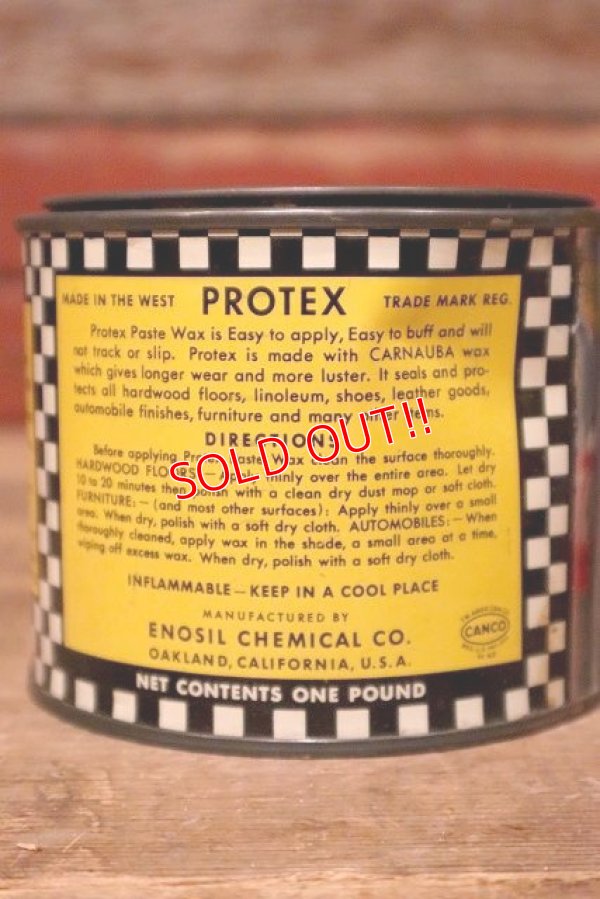 MADE IN THE WEST PROTEX TRADE MARK REG.
Protex Paste Wax is Easy to apply, Easy to buff and will
not track or slip. Protex is made with CARNAUBA wax
which gives longer wear and more luster. It seals and pro-
tects all hardwood floors, linoleum, shoes, leather goods,
automobile finishes, furniture and many other items.
DIRECTIONS
Before applying Protex Paste Wax clean the surface thoroughly.
HARDWOOD FLOORS — Apply thinly over the entire area. Let dry
10 to 20 minutes then polish with a clean dry dust mop or soft cloth.
FURNITURE: — (and most other surfaces): Apply thinly over a small
area. When dry, polish with a soft dry cloth. AUTOMOBILES: — When
thoroughly cleaned, apply wax in the shade, a small area at a time,
wiping off excess wax. When dry, polish with a soft dry cloth.
SOLD OUT!!
INFLAMMABLE — KEEP IN A COOL PLACE
MANUFACTURED BY
ENOSIL CHEMICAL CO.
OAKLAND, CALIFORNIA, U.S.A.
CANCO
NET CONTENTS ONE POUND